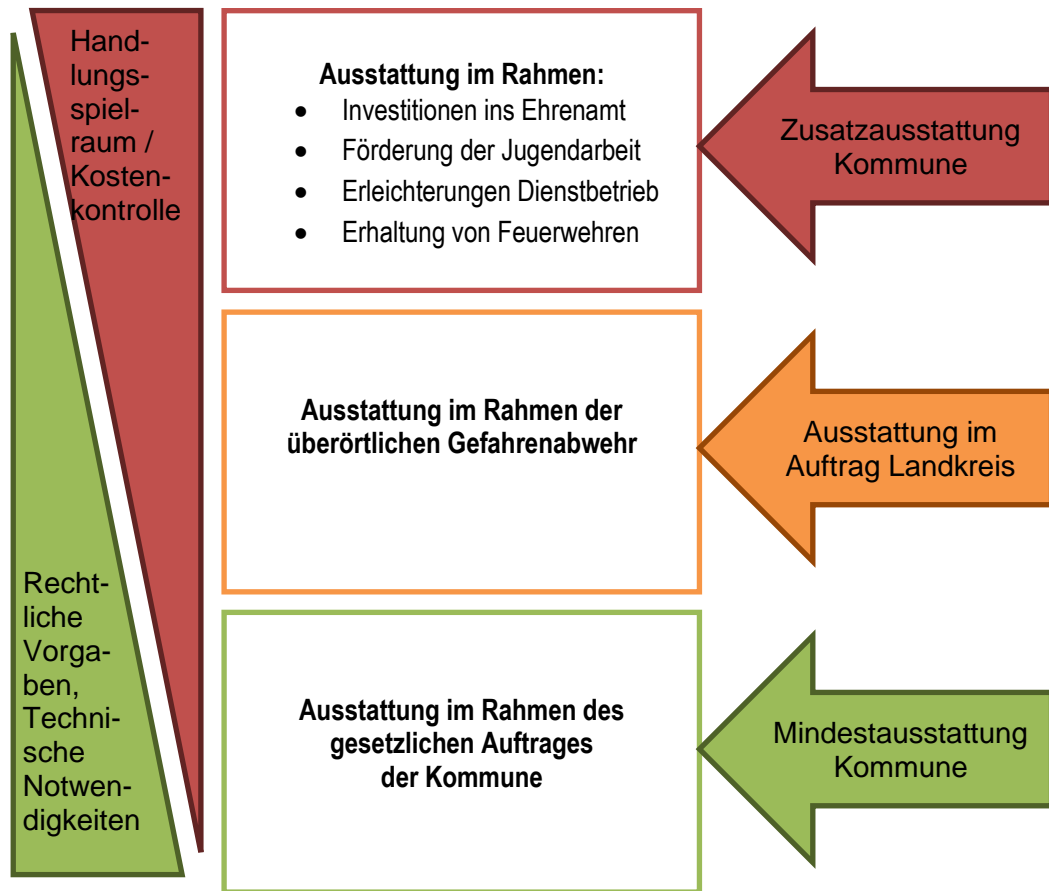 Hand-
lungs-
spiel-
raum /
Kosten-
kontrolle
Ausstattung im Rahmen:
• Investitionen ins Ehrenamt
• Förderung der Jugendarbeit
• Erleichterungen Dienstbetrieb
• Erhaltung von Feuerwehren
Zusatzausstattung
Kommune
Ausstattung im Rahmen der
überörtlichen Gefahrenabwehr
Ausstattung im
Auftrag Landkreis
Recht-
liche
Vorga-
ben,
Techni-
sche
Notwen-
digkeiten
Ausstattung im Rahmen des
gesetzlichen Auftrages
der Kommune
Mindestausstattung
Kommune